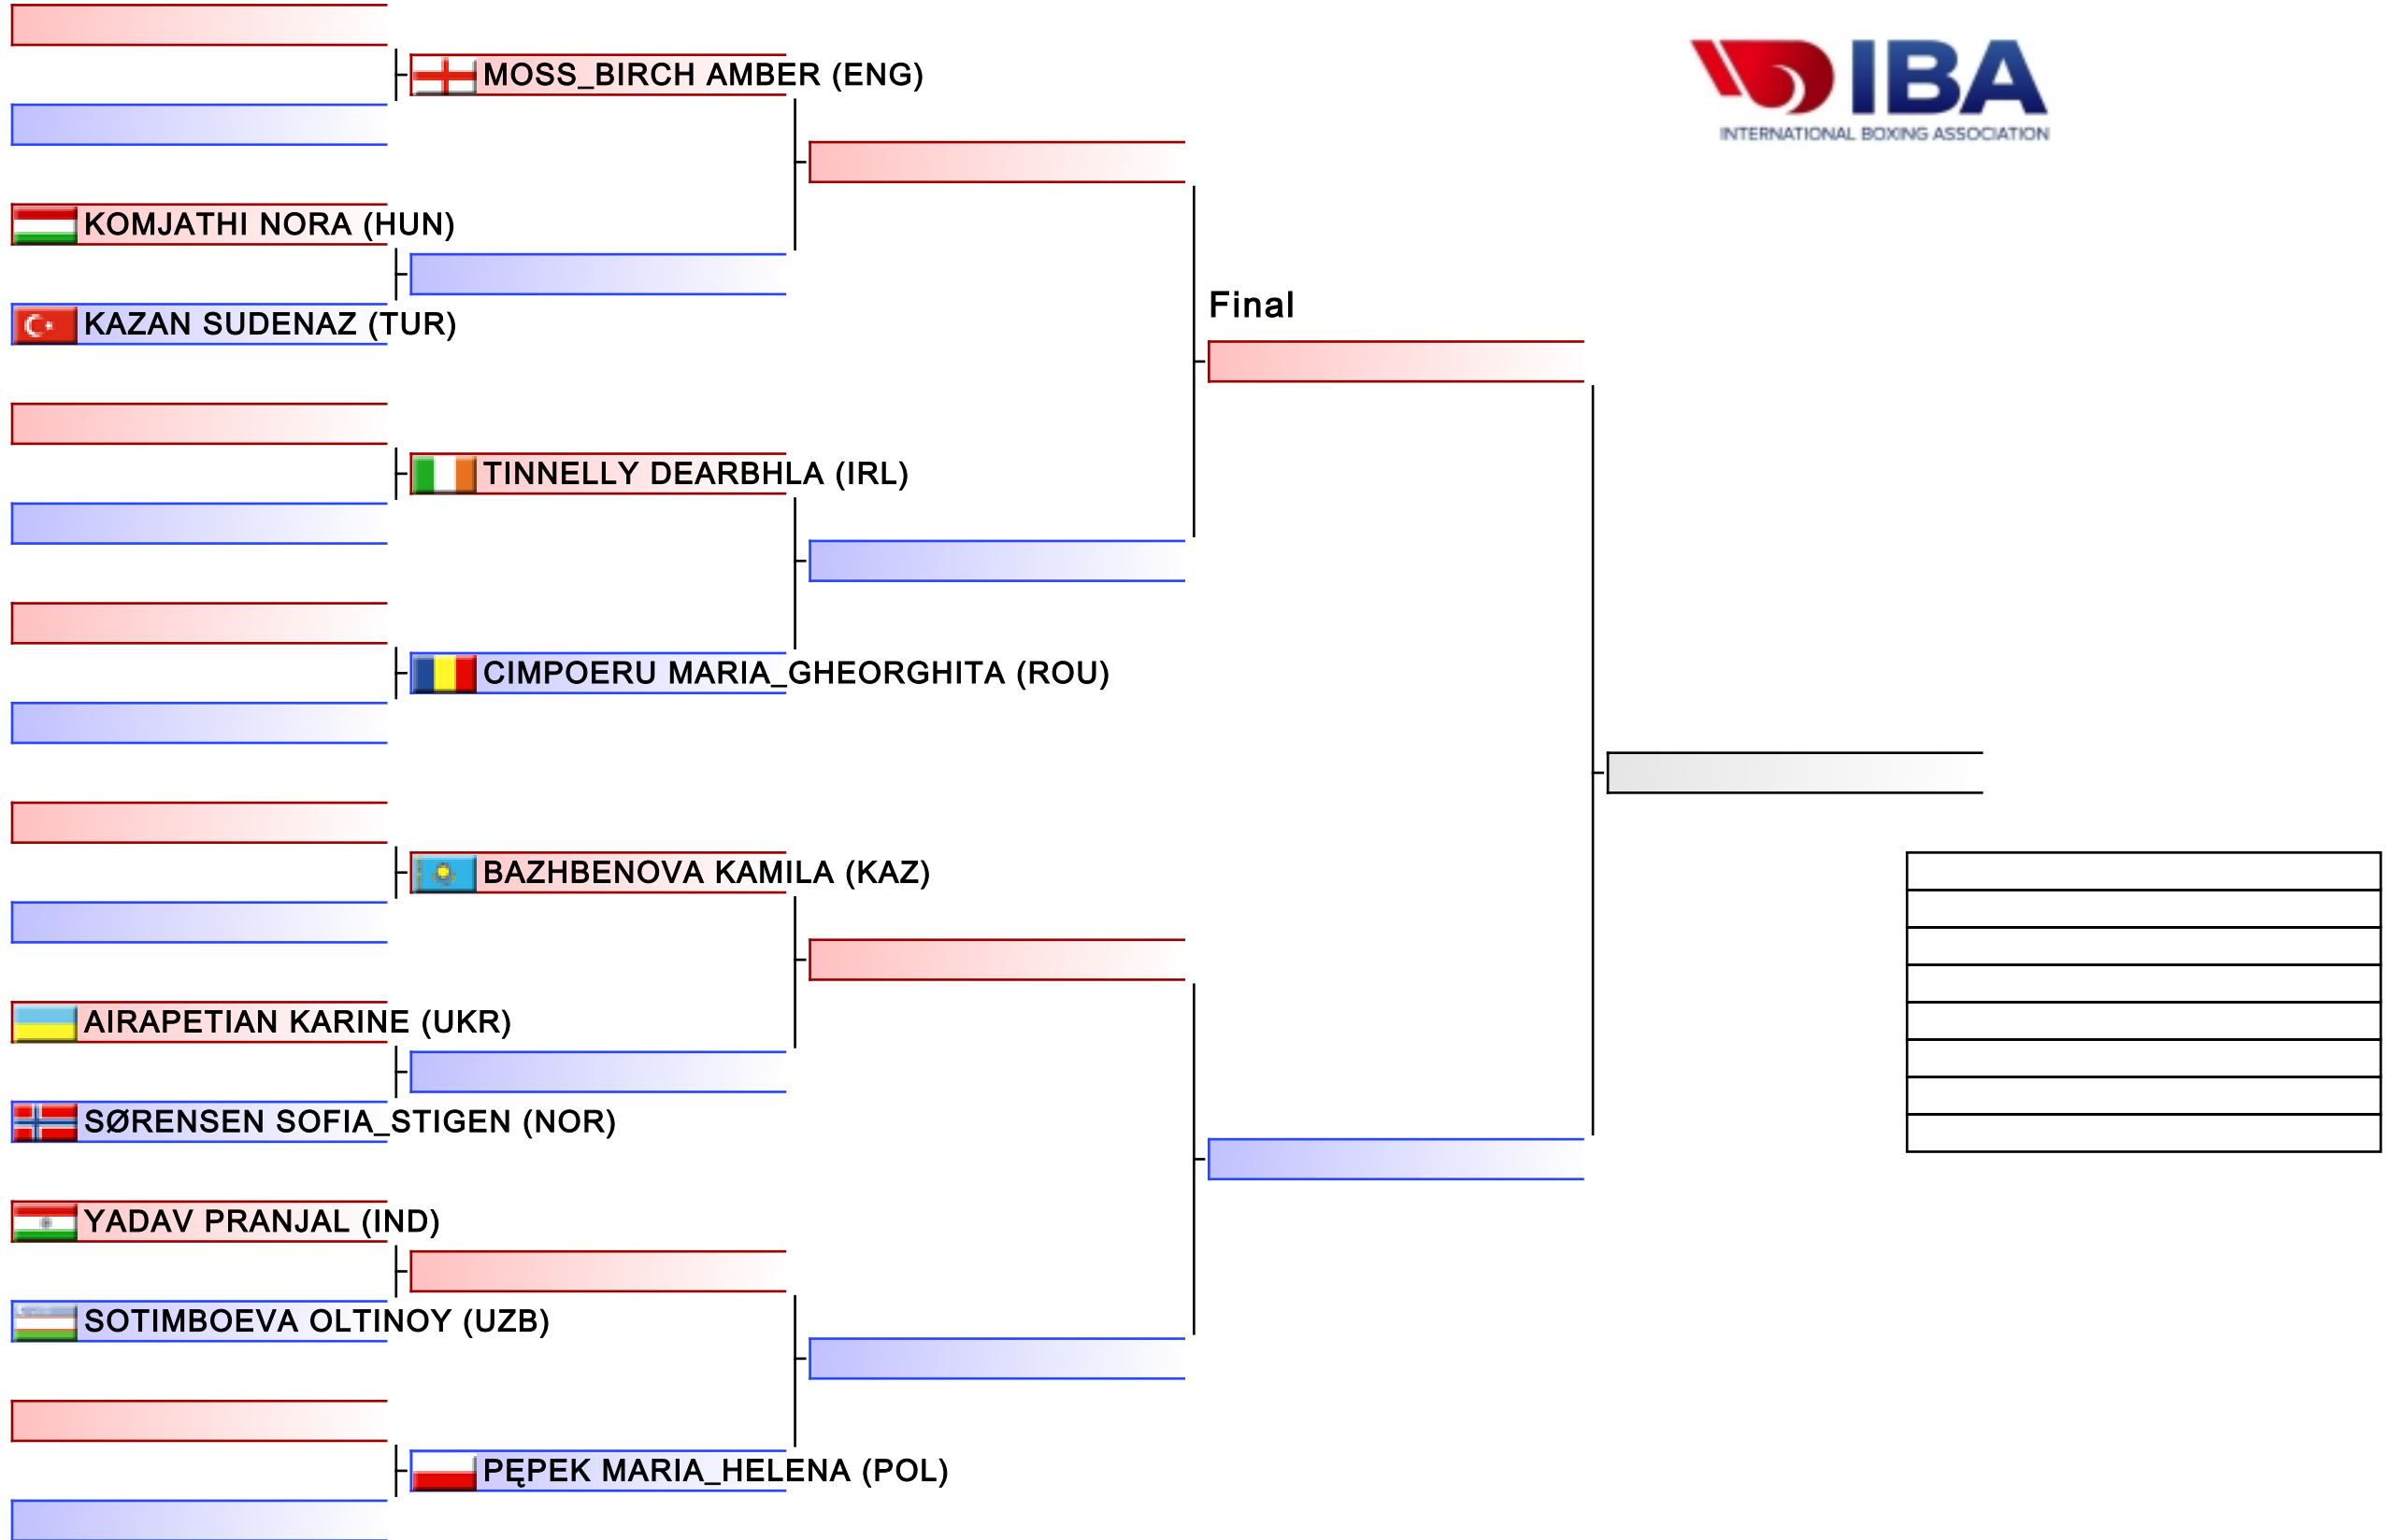 IBA
INTERNATIONAL BOXING ASSOCIATION
MOSS_BIRCH AMBER (ENG)
KOMJATHI NORA (HUN)
KAZAN SUDENAZ (TUR)
Final
TINNELLY DEARBHLA (IRL)
CIMPOERU MARIA_GHEORGHITA (ROU)
BAZHBENOVA KAMILA (KAZ)
AIRAPETIAN KARINE (UKR)
SØRENSEN SOFIA_STIGEN (NOR)
YADAV PRANJAL (IND)
SOTIMBOEVA OLTINOY (UZB)
PĘPEK MARIA_HELENA (POL)